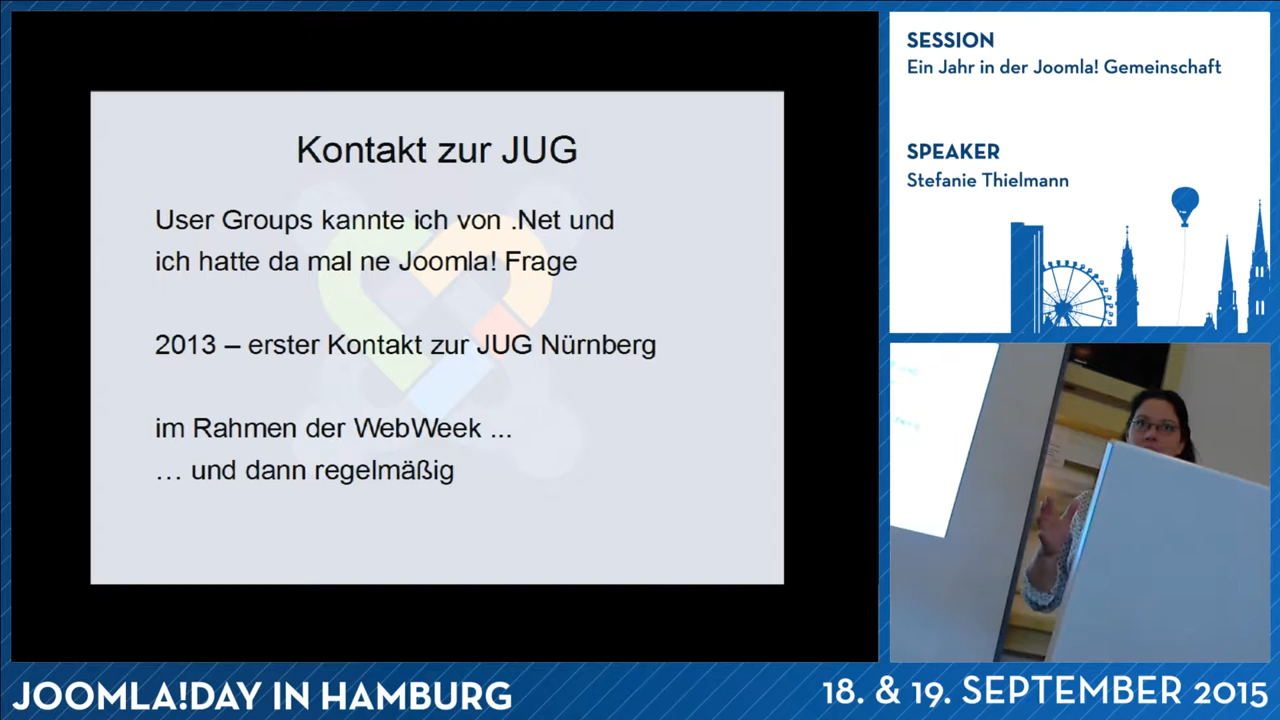 Kontakt zur JUG
User Groups kannte ich von .Net und
ich hatte da mal ne Joomla! Frage
2013 – erster Kontakt zur JUG Nürnberg
im Rahmen der WebWeek ...
… und dann regelmäßig
SESSION
Ein Jahr in der Joomla! Gemeinschaft
SPEAKER
Stefanie Thielmann
JOOMLA!DAY IN HAMBURG
18. & 19. SEPTEMBER 2015